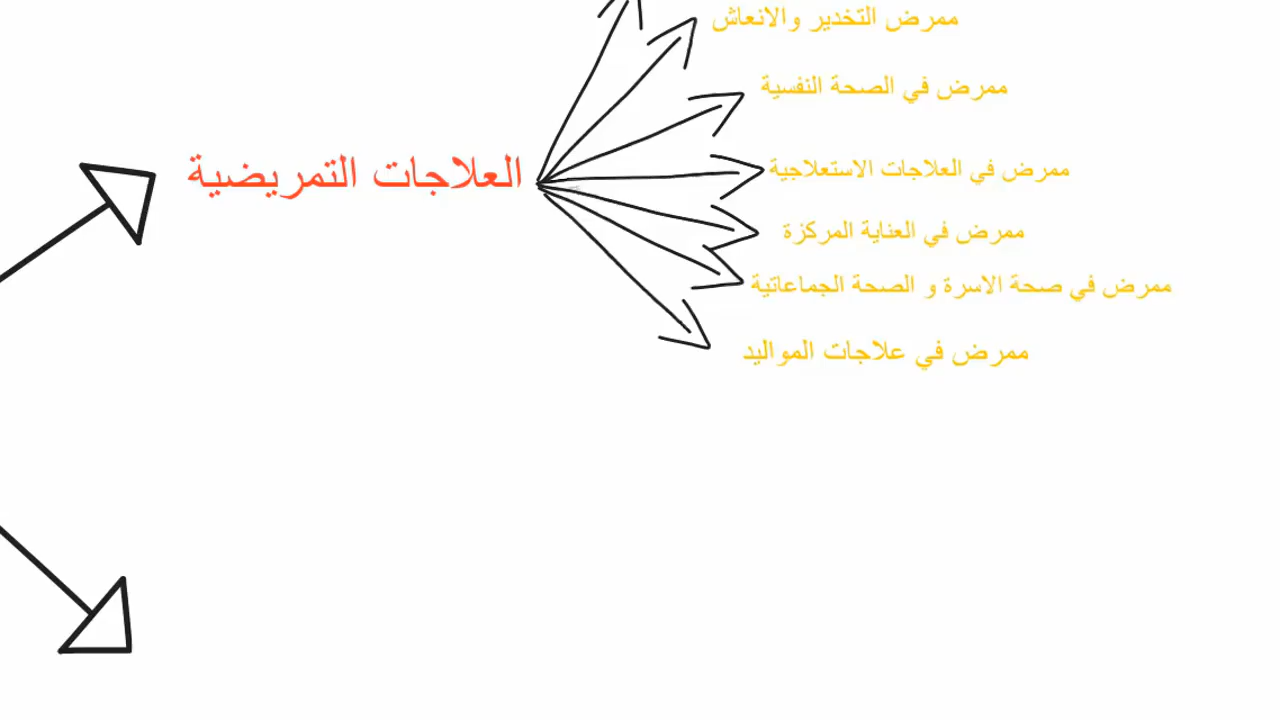 ممرض التخدير والانعاش
ممرض في الصحة النفسية
العلاجات التمريضية
ممرض في العلاجات الاستعلاجية
ممرض في العناية المركزة
ممرض في صحة الاسرة و الصحة الجماعاتية
ممرض في علاجات المواليد